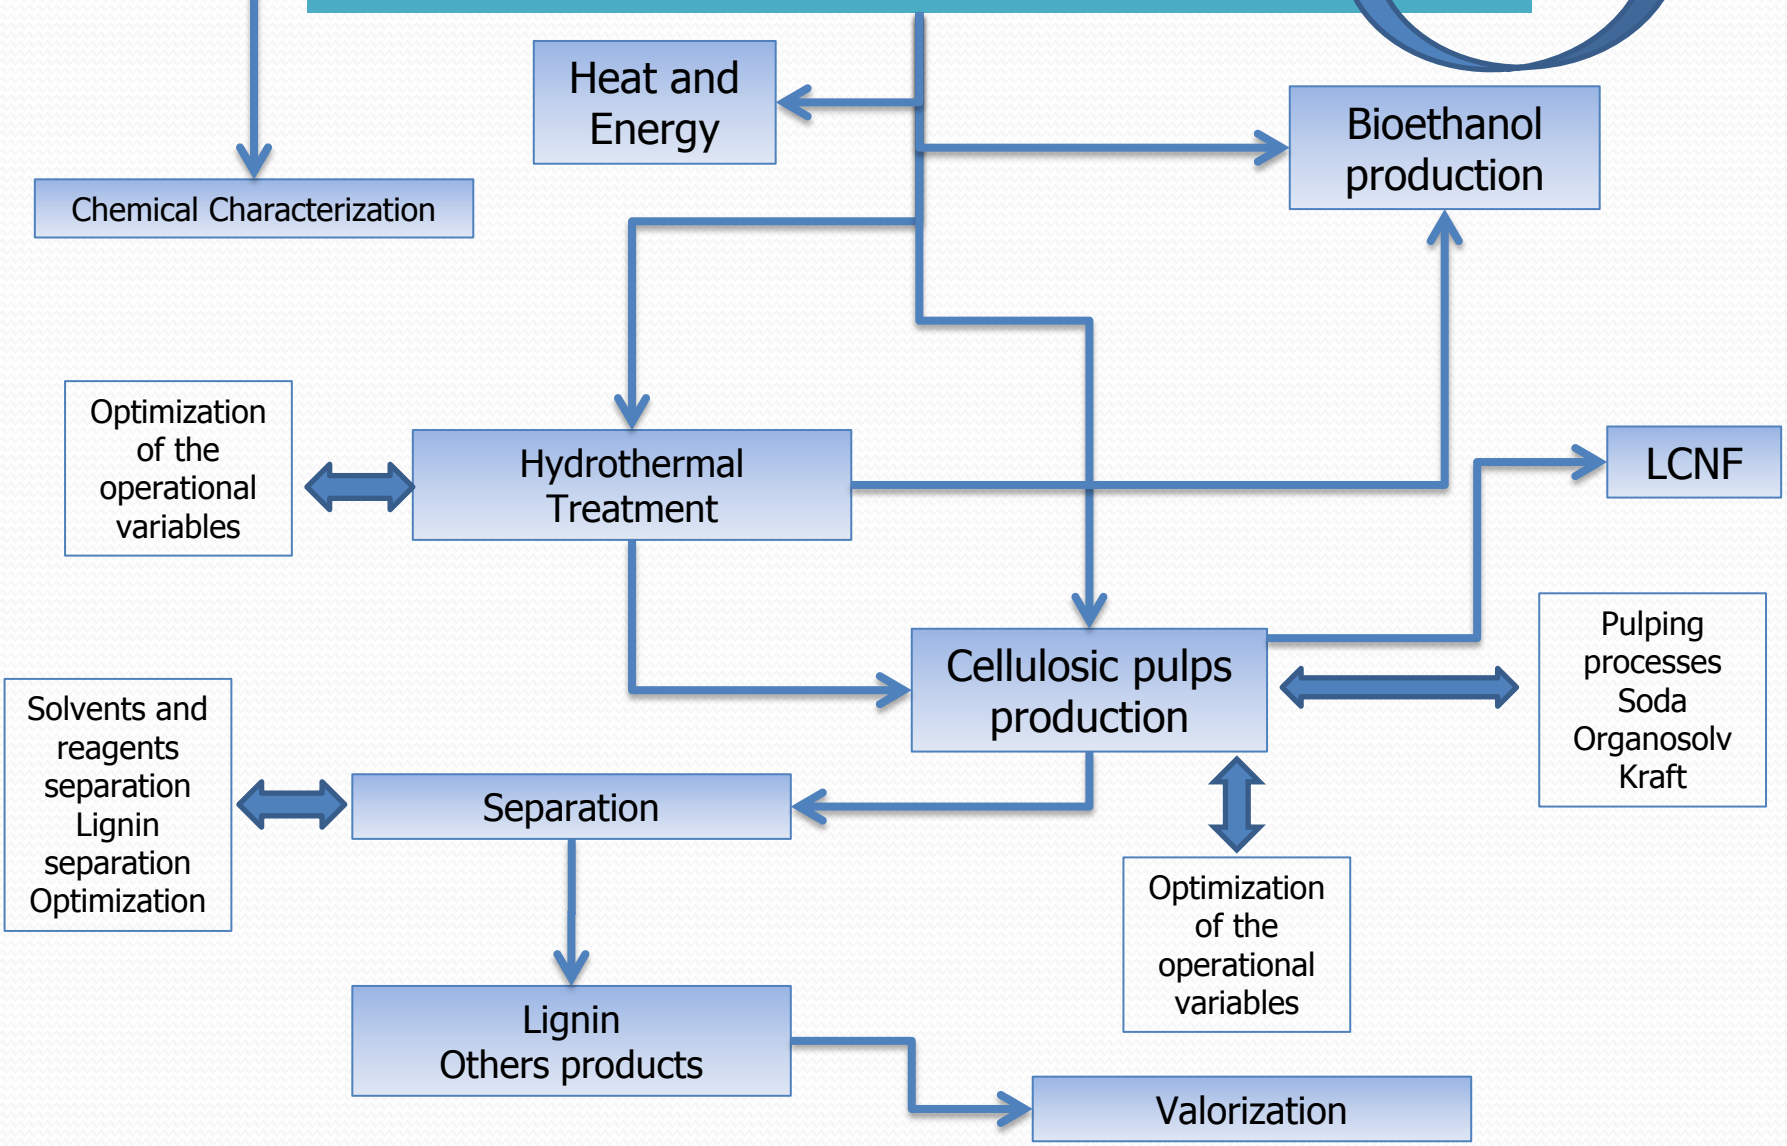 Heat and
Energy
Bioethanol
production
Chemical Characterization
Optimization
of the
operational
variables
Hydrothermal
Treatment
LCNF
Cellulosic pulps
production
Pulping
processes
Soda
Organosolv
Kraft
Solvents and
reagents
separation
Lignin
separation
Optimization
Separation
Optimization
of the
operational
variables
Lignin
Others products
Valorization